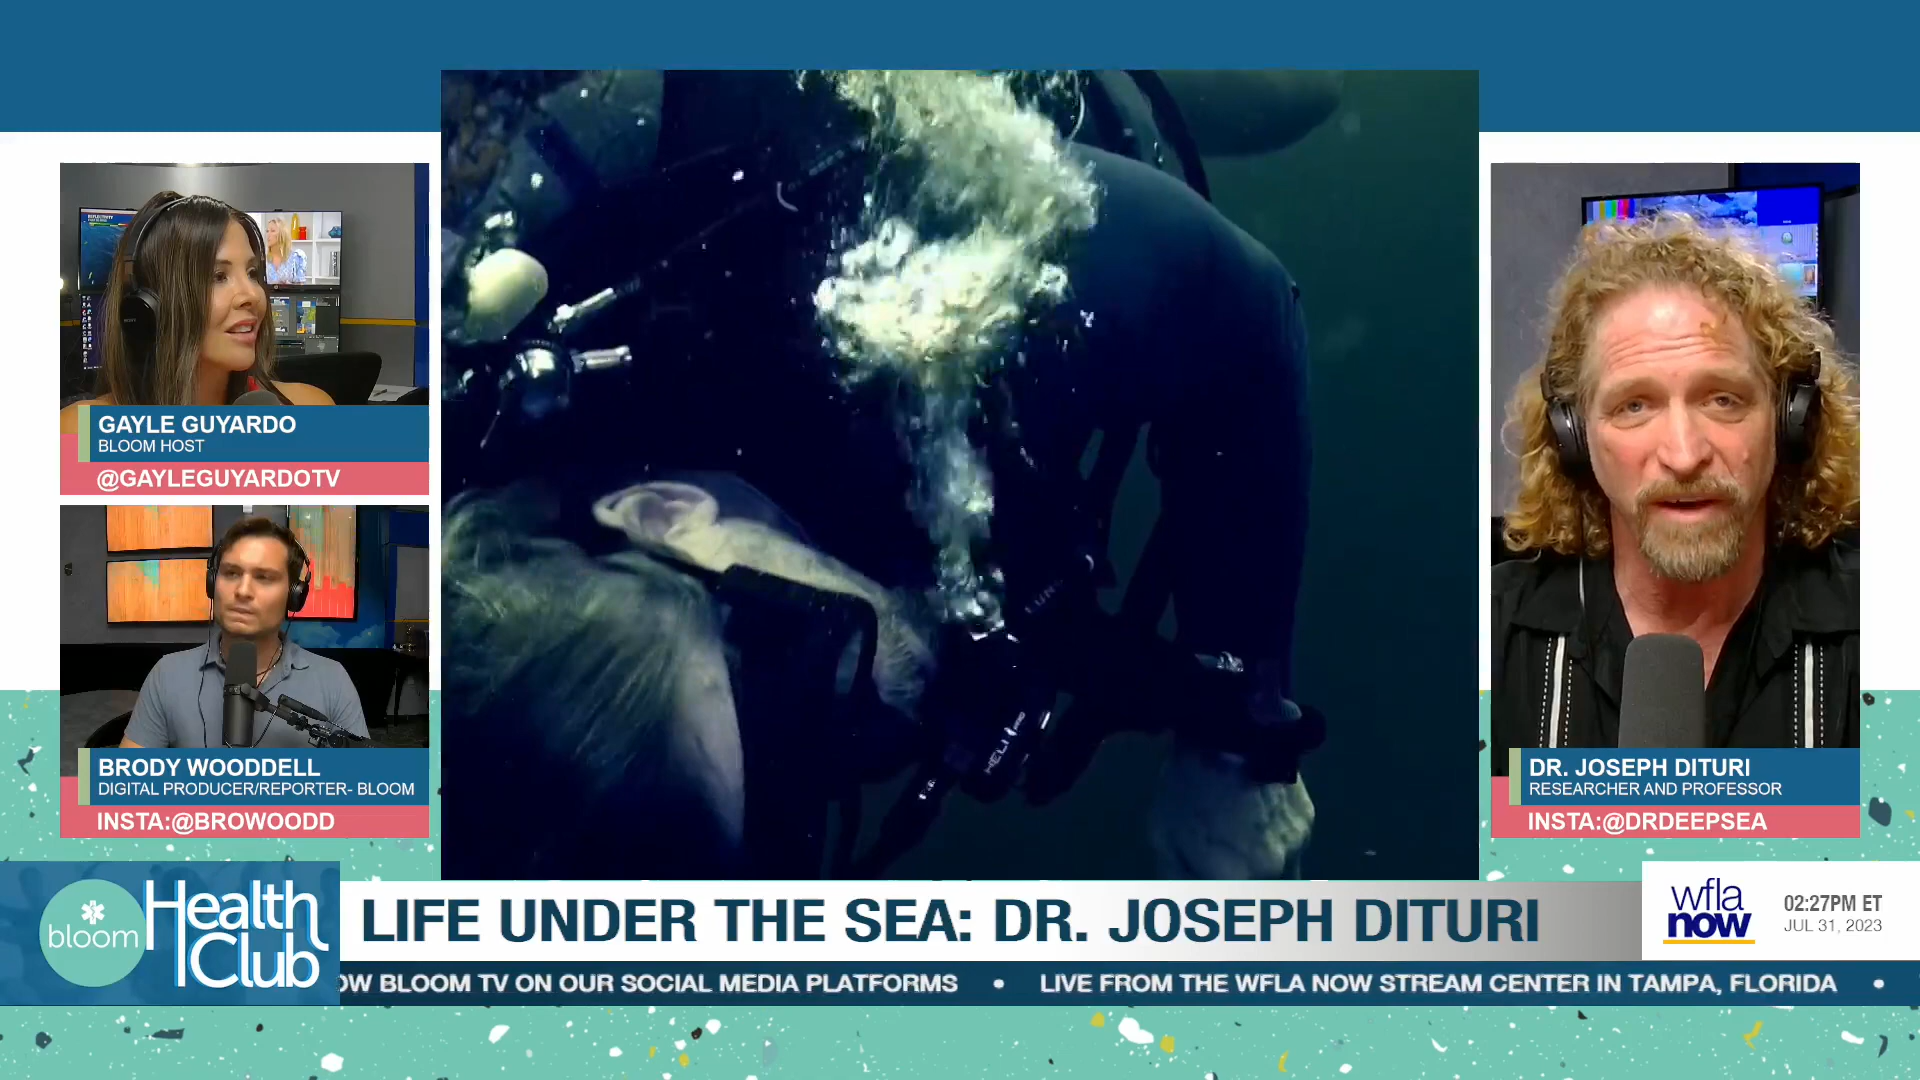 GAYLE GUYARDO
BLOOM HOST
@GAYLEGUYARDOTV
BRODY WOODDELL
DIGITAL PRODUCER/REPORTER- BLOOM
INSTA:@BROWOODD
DR. JOSEPH DITURI
RESEARCHER AND PROFESSOR
INSTA:@DRDEEPSEA
bloom
Health
Club
LIFE UNDER THE SEA: DR. JOSEPH DITURI
wfla
now
02:27PM ET
JUL 31, 2023
OW BLOOM TV ON OUR SOCIAL MEDIA PLATFORMS • LIVE FROM THE WFLA NOW STREAM CENTER IN TAMPA, FLORIDA •